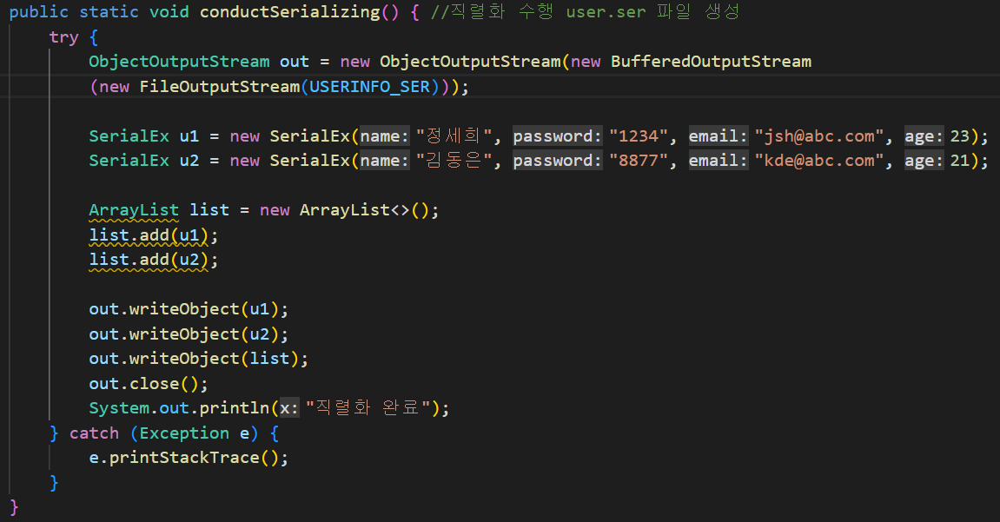 public static void conductSerializing() { //직렬화 수행 user.ser 파일 생성
try {
ObjectOutputStream out = new ObjectOutputStream(new BufferedOutputStream
(new FileOutputStream(USERINFO_SER)));
SerialEx u1 = new SerialEx(name: "정세희", password: "1234", email: "jsh@abc.com", age: 23);
SerialEx u2 = new SerialEx(name: "김동은", password: "8877", email: "kde@abc.com", age: 21);
ArrayList list = new ArrayList<>();
list.add(u1);
list.add(u2);
out.writeObject(u1);
out.writeObject(u2);
out.writeObject(list);
out.close();
System.out.println(x: "직렬화 완료");
} catch (Exception e) {
e.printStackTrace();
}
}